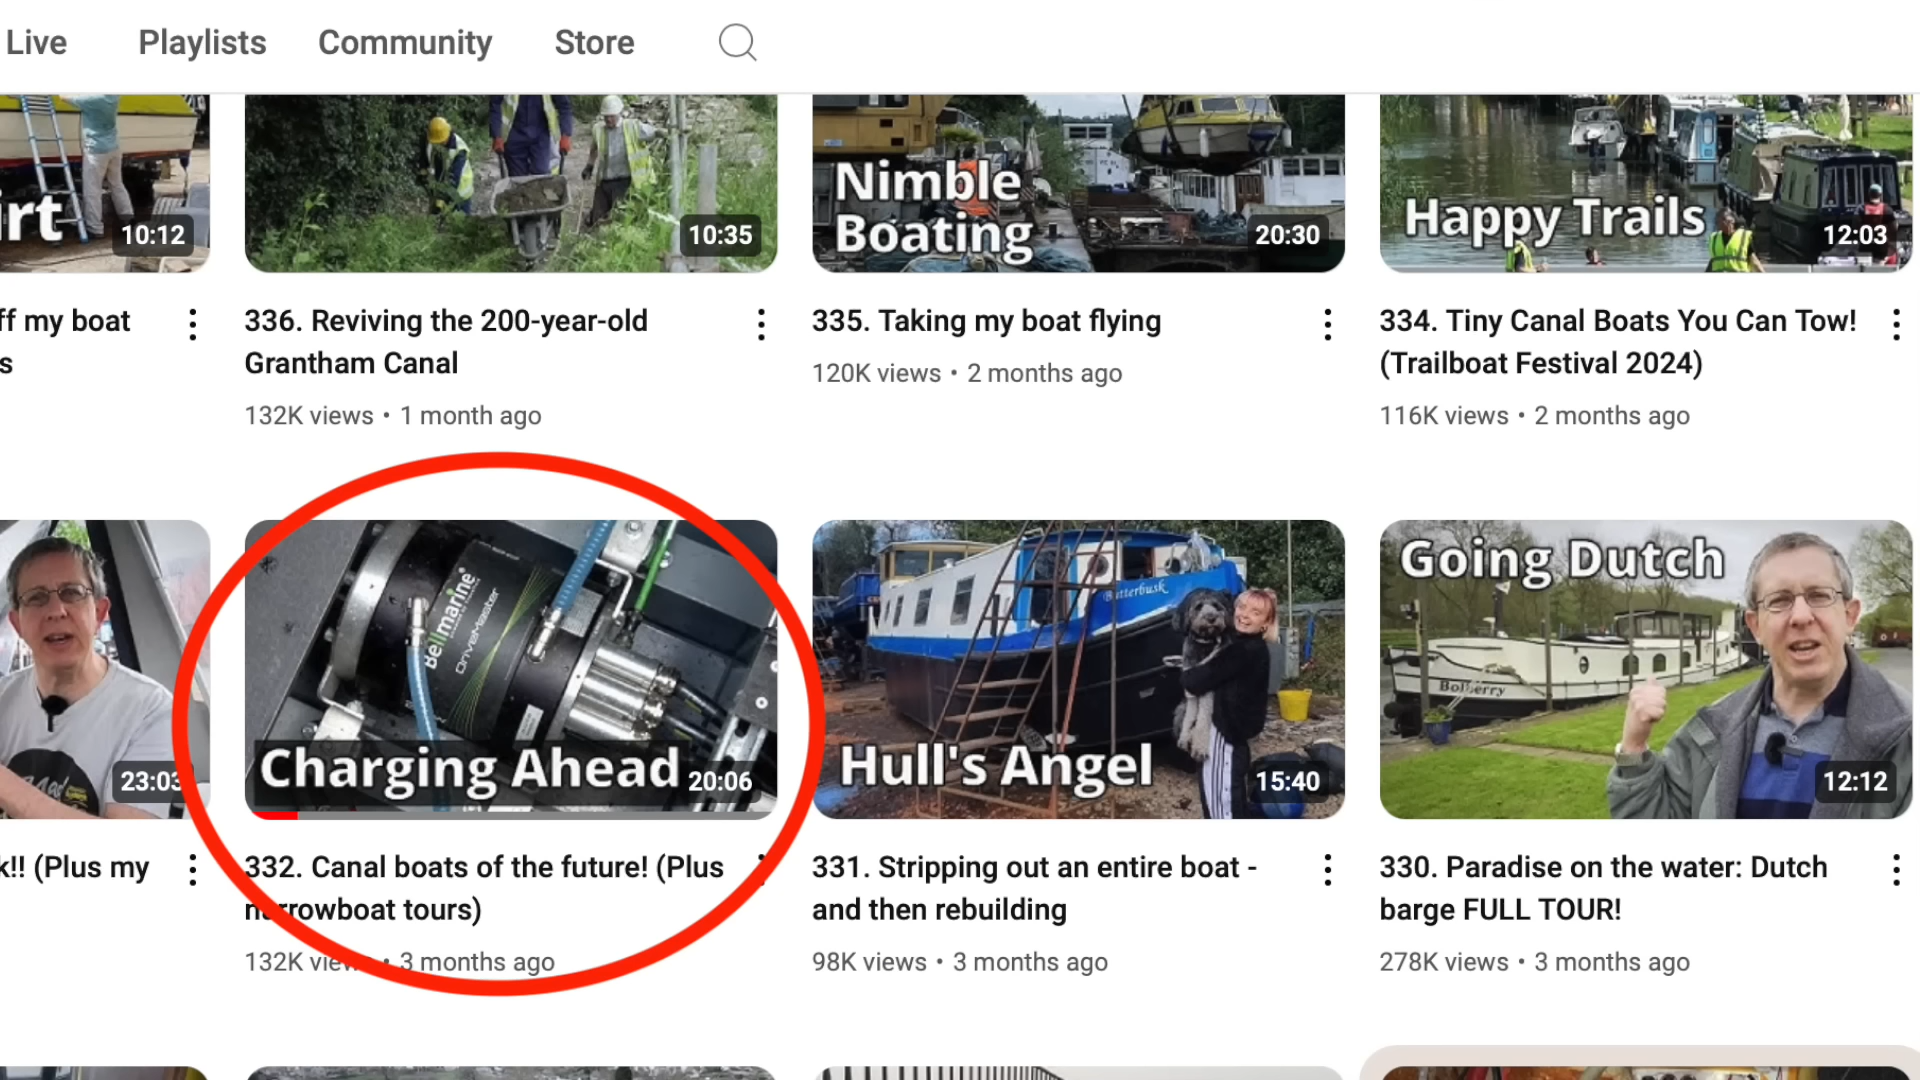 Live
Playlists
Community
Store
irt
10:12
10:35
Nimble
Boating
20:30
Happy Trails
12:03
ff my boat
s
336. Reviving the 200-year-old
Grantham Canal
132K views • 1 month ago
335. Taking my boat flying
120K views • 2 months ago
334. Tiny Canal Boats You Can Tow!
(Trailboat Festival 2024)
116K views • 2 months ago
23:03
Bellmarine
DriveMaster
Charging Ahead
20:06
Butterbusk
Hull's Angel
15:40
Going Dutch
Bolberry
12:12
k!! (Plus my
332. Canal boats of the future! (Plus
narrowboat tours)
132K views • 3 months ago
331. Stripping out an entire boat -
and then rebuilding
98K views • 3 months ago
330. Paradise on the water: Dutch
barge FULL TOUR!
278K views • 3 months ago